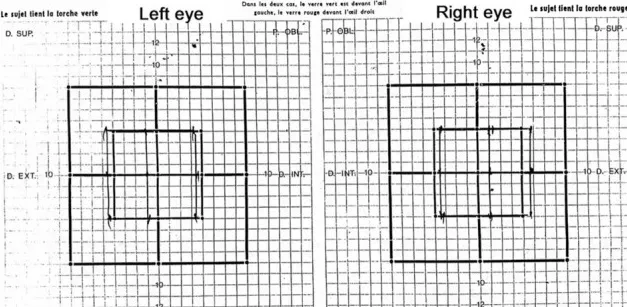 Le sujet tient la torche verte
Left eye
Dans les deux cas, le verre vert est devant l'œil
gauche, le verre rouge devant l'œil droit
Right eye
Le sujet tient la torche rouge
D. SUP.
P. OBL.
P. OBL.
D. SUP.
12
10
12
10
D. EXT.
10
10
D. INT.
D. INT.
10
10
D. EXT.
10
12
10
12